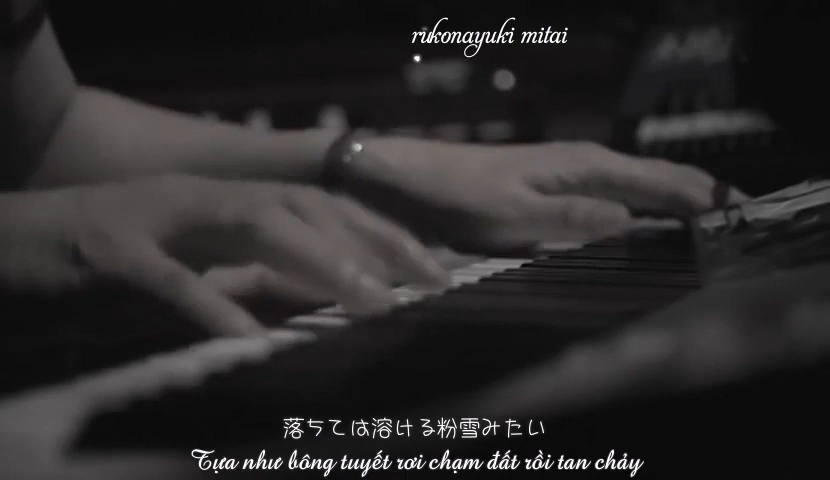 rukonayuki mitai
落ちては溶ける粉雪みたい
Tựa như bông tuyết rơi chạm đất rồi tan chảy